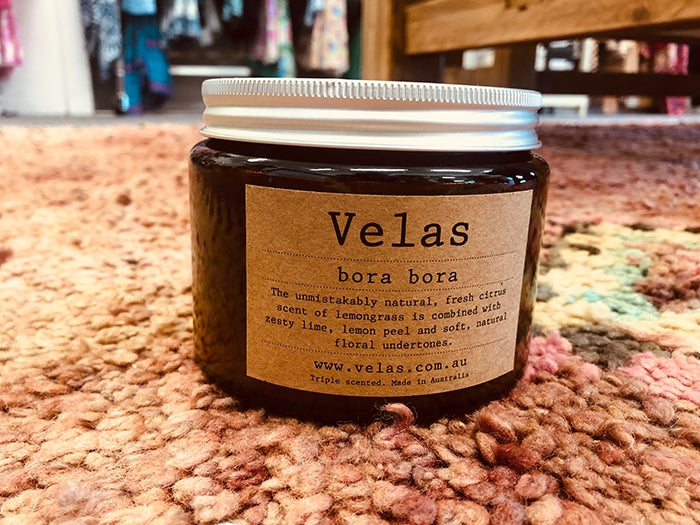 Velas
bora bora
The unmistakably natural, fresh citrus
scent of lemongrass is combined with
zesty lime, lemon peel and soft, natural
floral undertones.
www.velas.com.au
Triple scented. Made in Australia